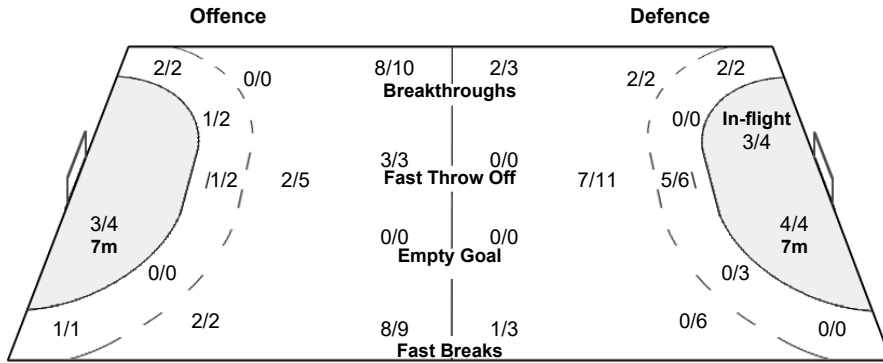 Offence Defence
2/2 0/0 8/10 2/3 2/2 2/2
Breakthroughs
1/2 0/0 In-flight
3/4
3/3 0/0
1/2 2/5 Fast Throw Off 7/11 5/6
3/4 4/4
7m 7m
0/0 0/0
Empty Goal
0/0 0/3
1/1 2/2 8/9 1/3 0/6 0/0
Fast Breaks